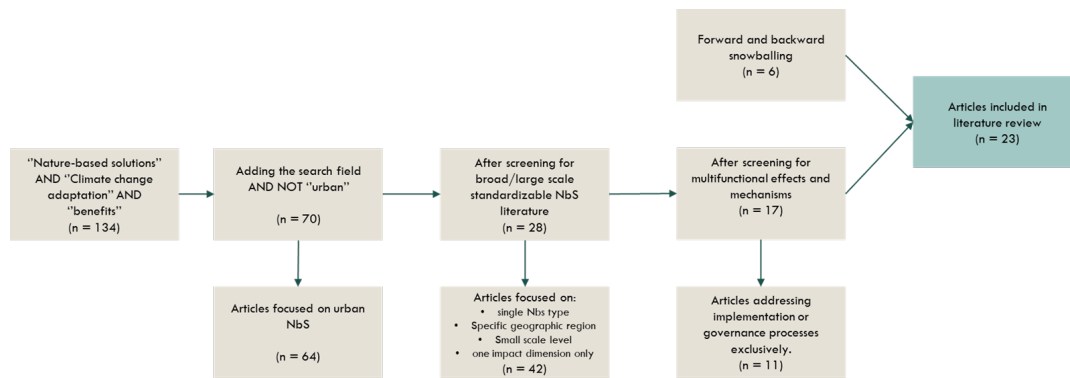 Forward and backward
snowballing
(n = 6)
Articles included in
literature review
(n = 23)
‘’Nature-based solutions’’
AND ‘’Climate change
adaptation’’ AND
‘’benefits’’
(n = 134)
Adding the search field
AND NOT ‘’urban’’
(n = 70)
After screening for
broad/large scale
standardizable NbS
literature
(n = 28)
After screening for
multifunctional effects and
mechanisms
(n = 17)
Articles focused on urban
NbS
(n = 64)
Articles focused on:
• single Nbs type
• Specific geographic region
• Small scale level
• one impact dimension only
(n = 42)
Articles addressing
implementation or
governance processes
exclusively.
(n = 11)